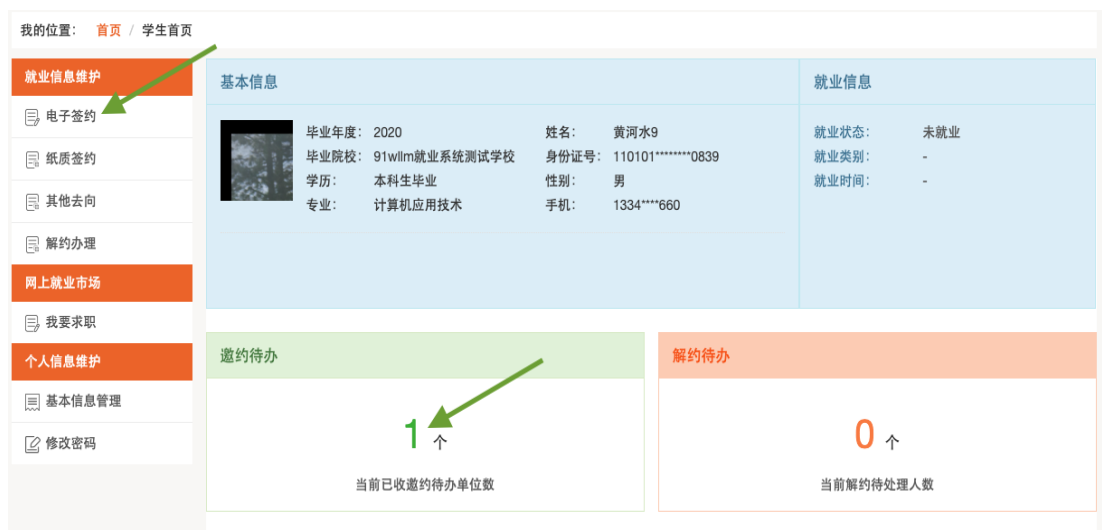 我的位置： 首页 / 学生首页
就业信息维护
电子签约
纸质签约
其他去向
解约办理
网上就业市场
我要求职
个人信息维护
基本信息管理
修改密码
基本信息
毕业年度： 2020 姓名： 黄河水9
毕业院校： 91wllm就业系统测试学校 身份证号： 110101********0839
学历： 本科生毕业 性别： 男
专业： 计算机应用技术 手机： 1334****660
就业信息
就业状态： 未就业
就业类别： -
就业时间： -
邀约待办
1 个
当前已收邀约待办单位数
解约待办
0 个
当前解约待处理人数